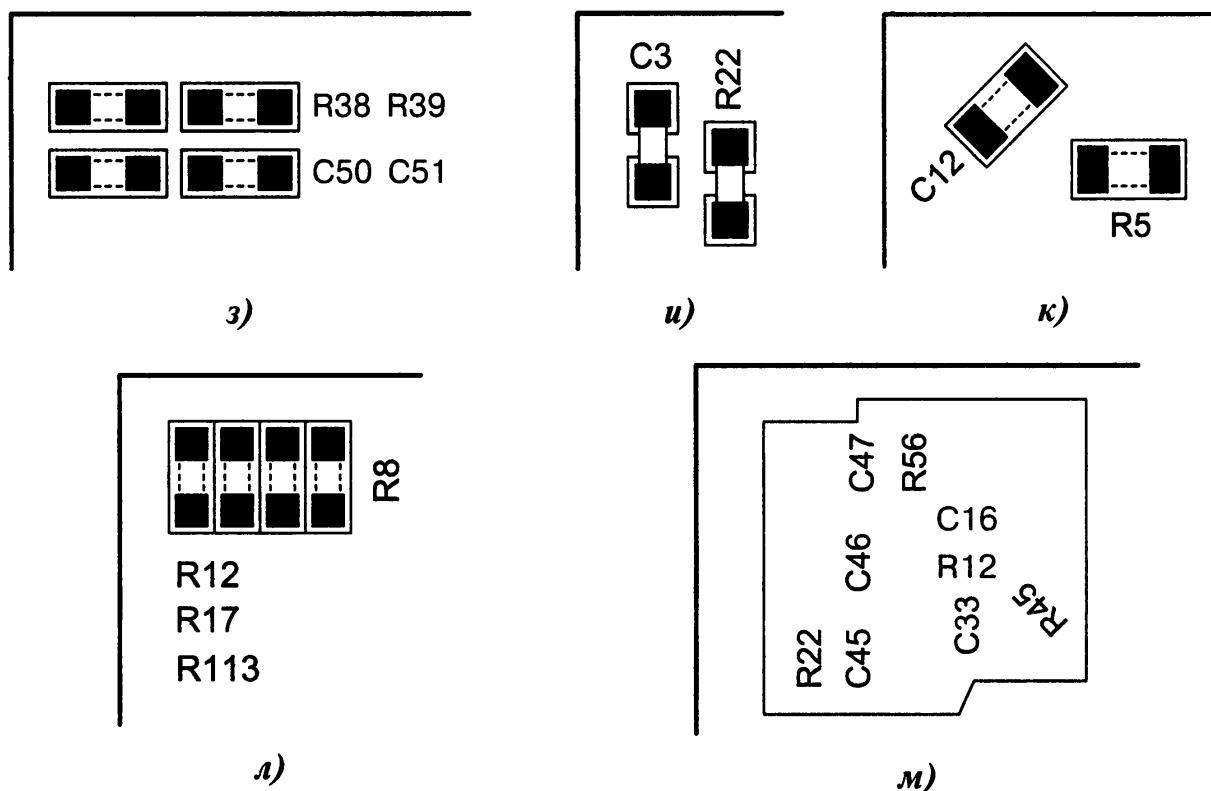 R38 R39
C50 C51
з)
C3
R22
и)
C12
R5
к)
R8
R12
R17
R113
л)
C47
R56
C16
C46
R12
R45
C33
R22
C45
м)